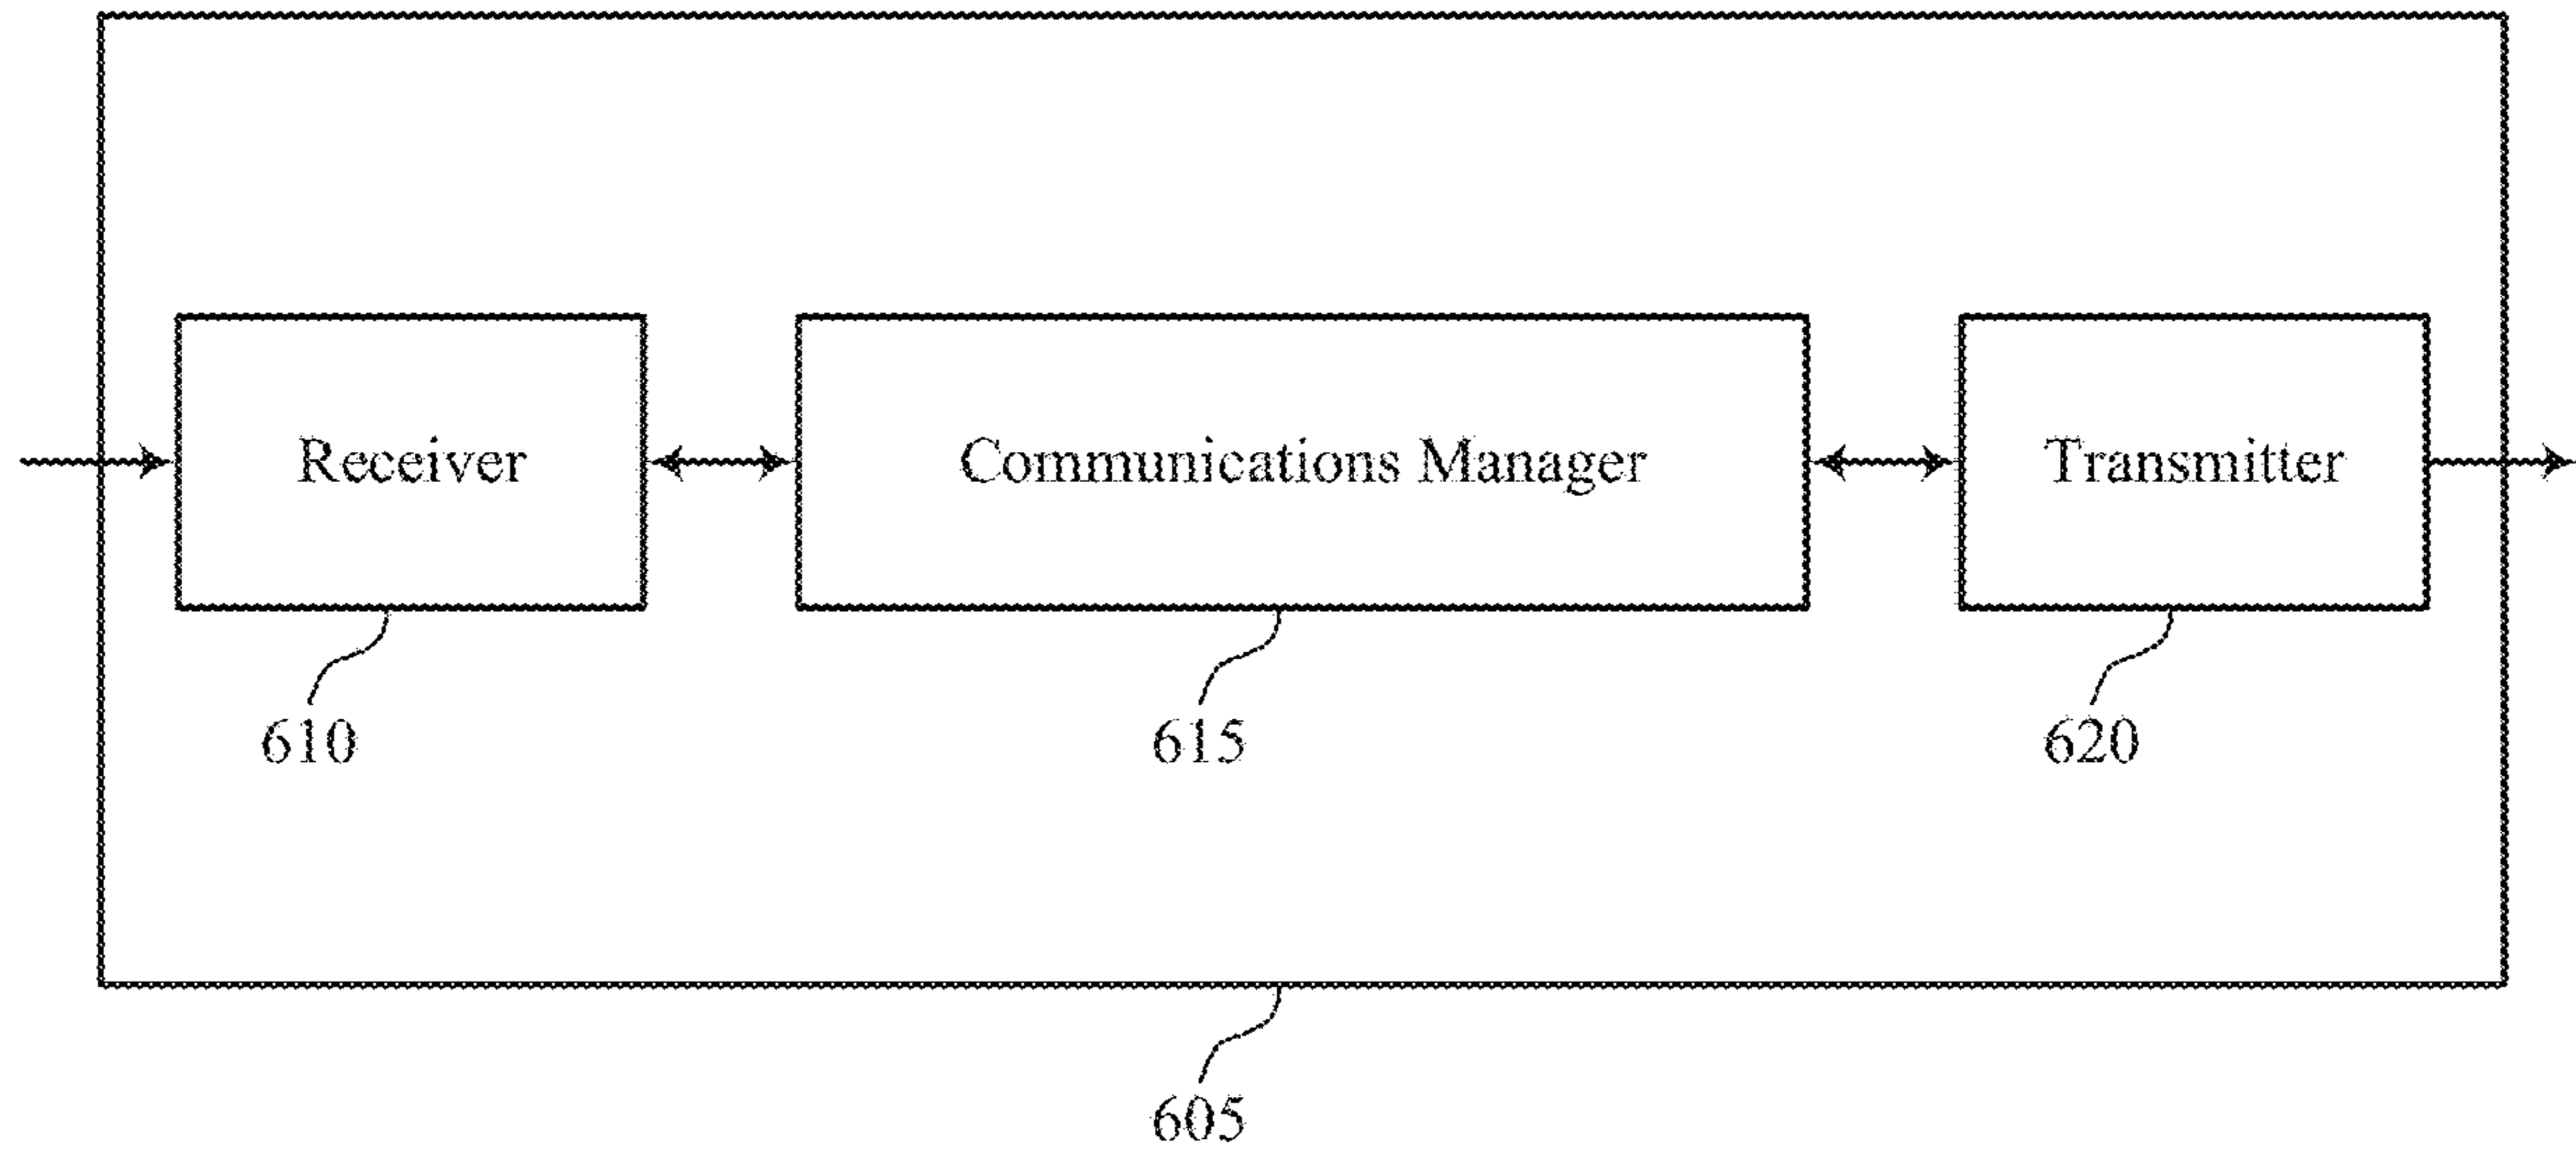 Receiver
Communications Manager
Transmitter
610
615
620
605